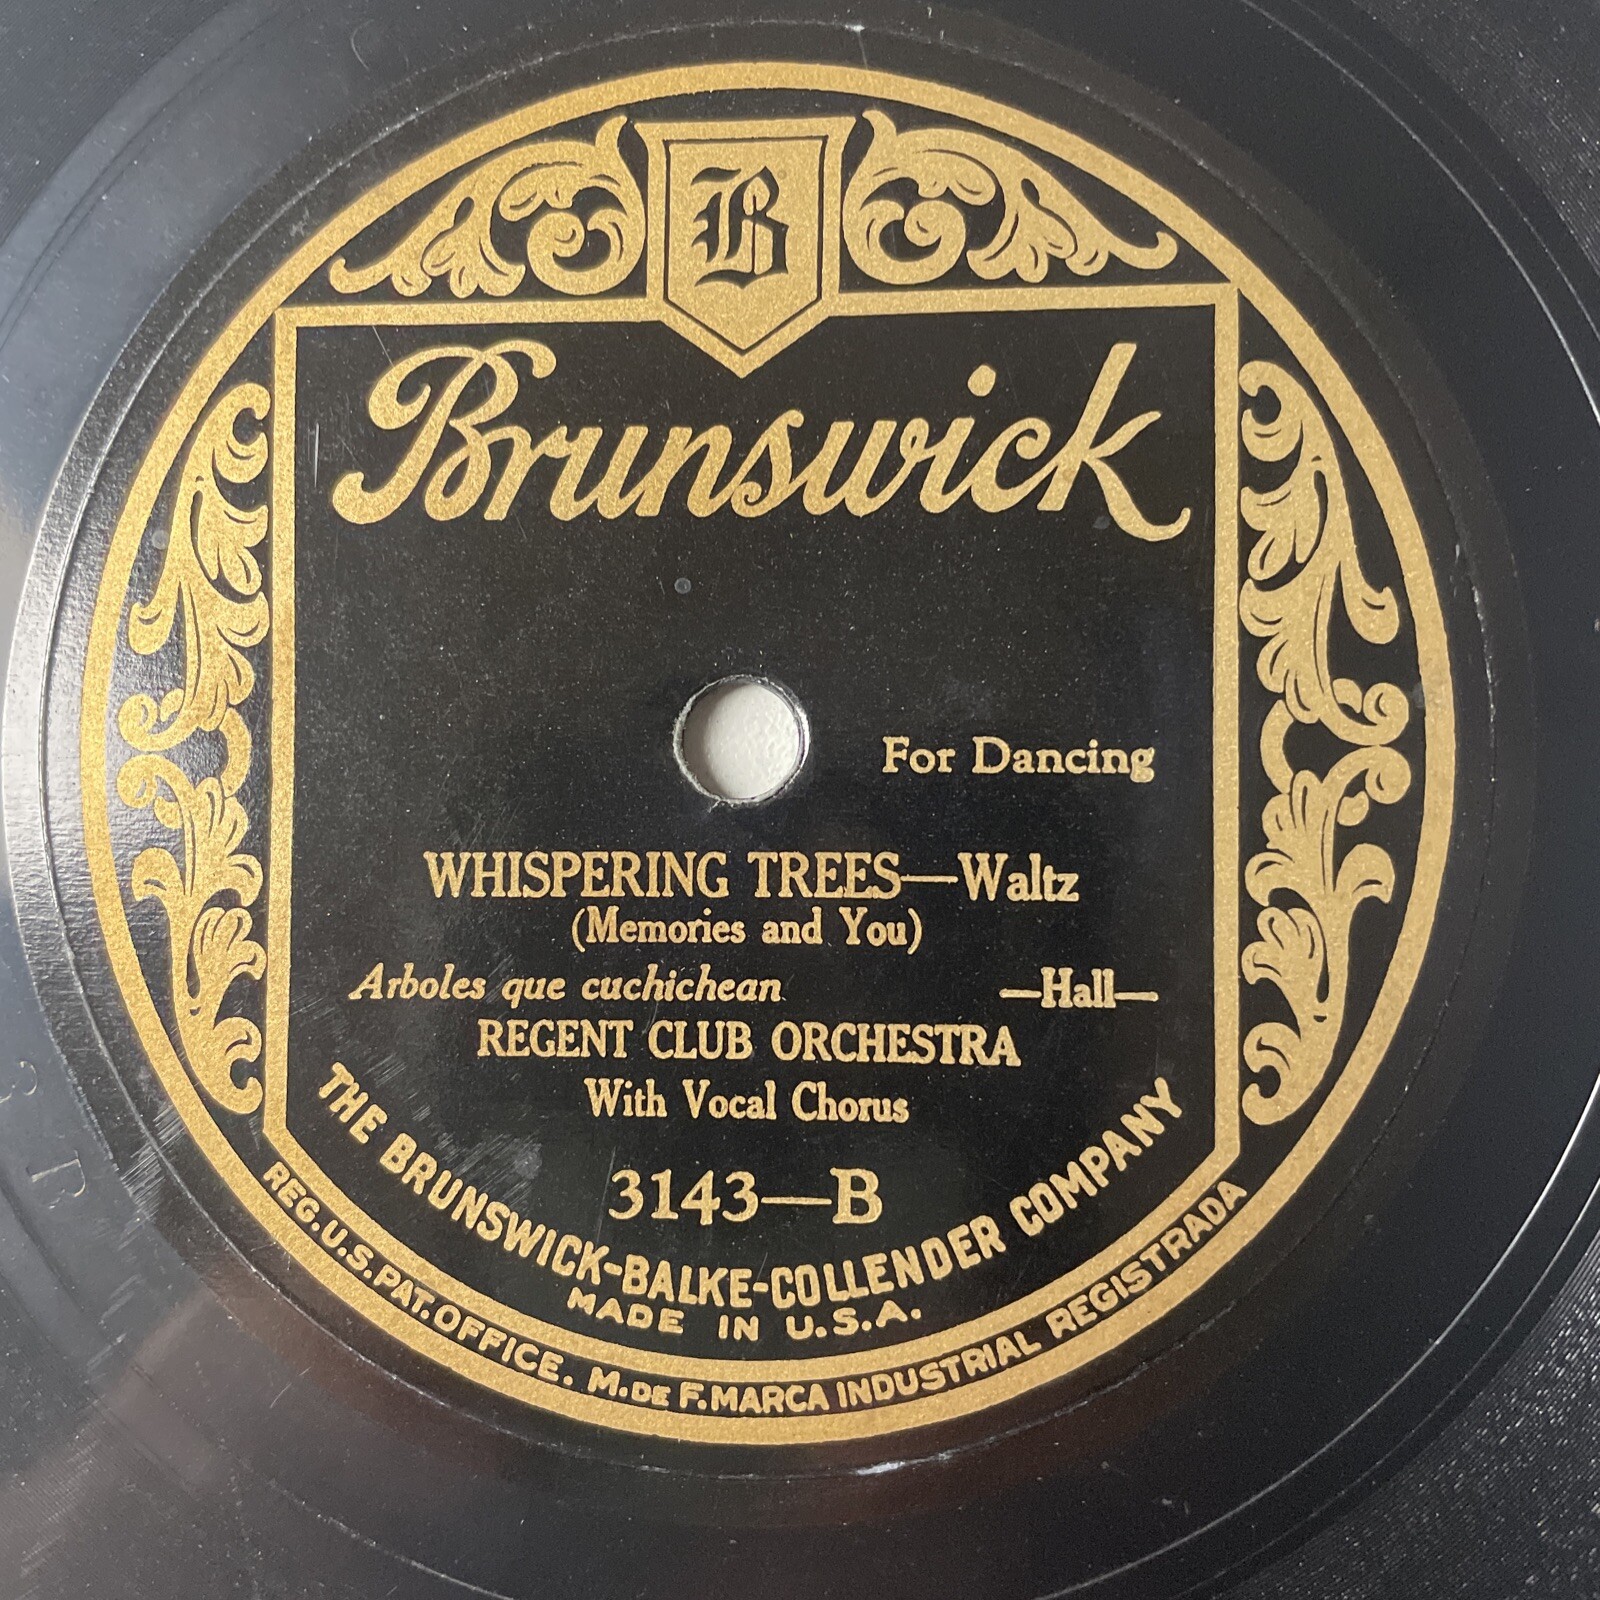 B
Brunswick
For Dancing
WHISPERING TREES—Waltz
(Memories and You)
Arboles que cuchichean —Hall—
REGENT CLUB ORCHESTRA
With Vocal Chorus
3143—B
THE BRUNSWICK-BALKE-COLLENDER COMPANY
MADE IN U.S.A.
REG. U.S. PAT. OFFICE. M. DE F. MARCA INDUSTRIAL REGISTRADA